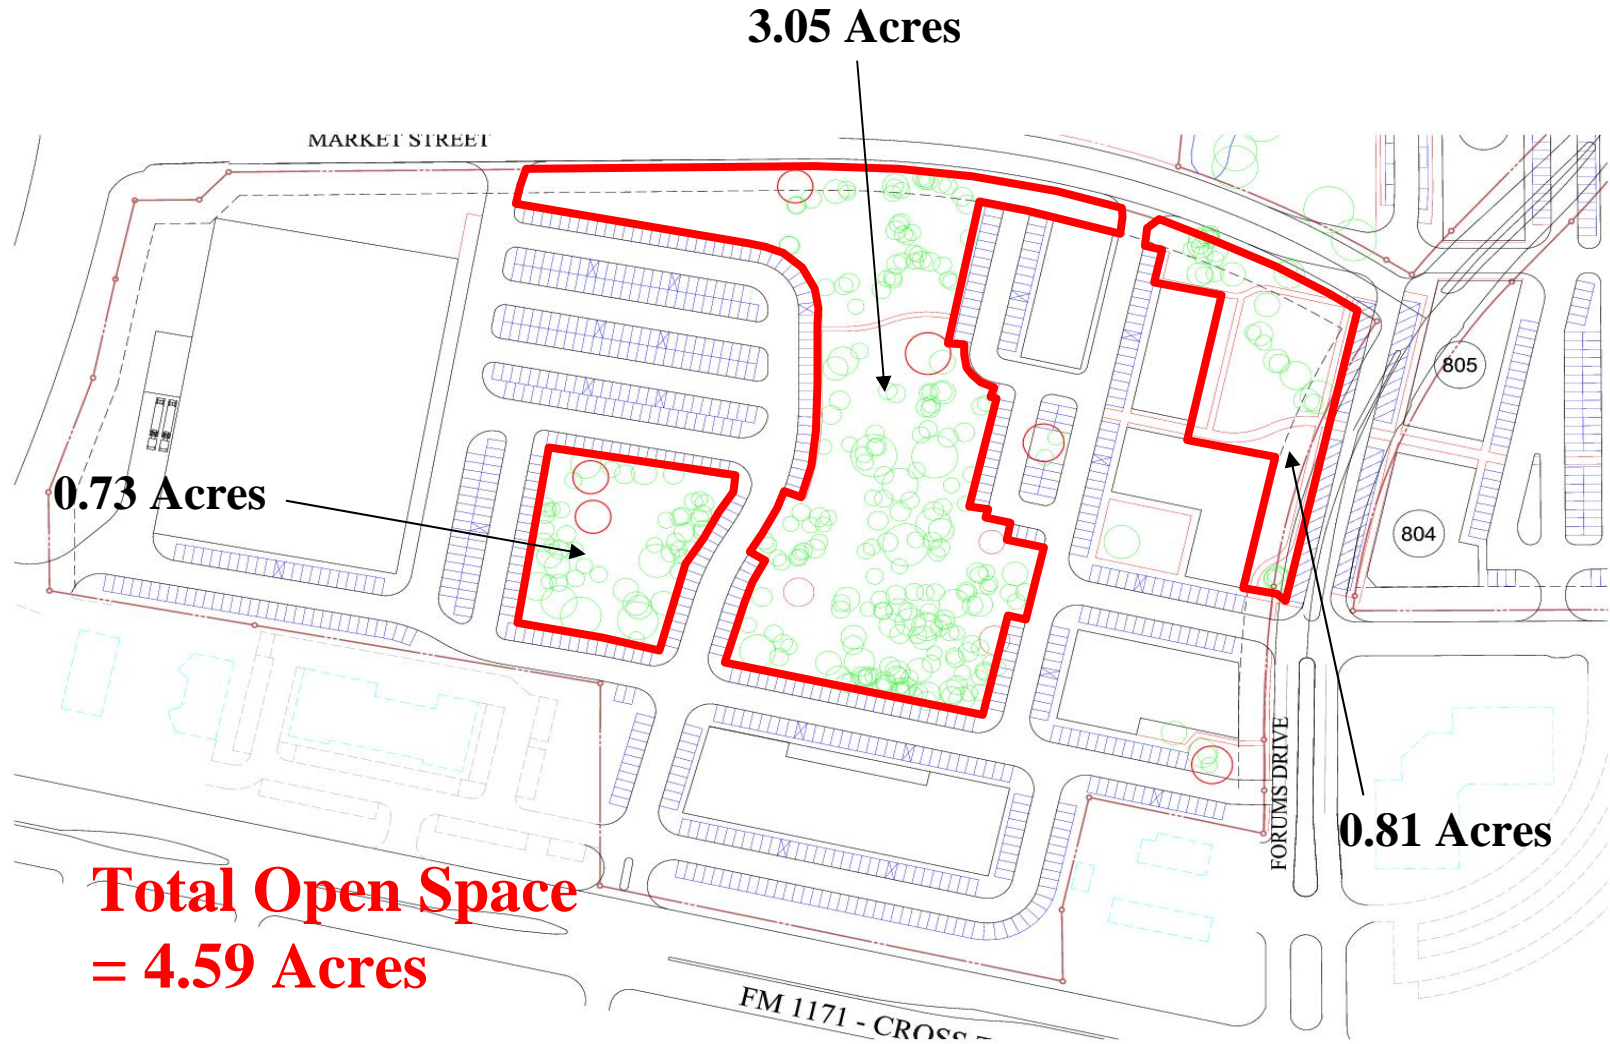 3.05 Acres
MARKET STREET
805
0.73 Acres
804
FORUMS DRIVE
0.81 Acres
Total Open Space
= 4.59 Acres
FM 1171 - CROSS